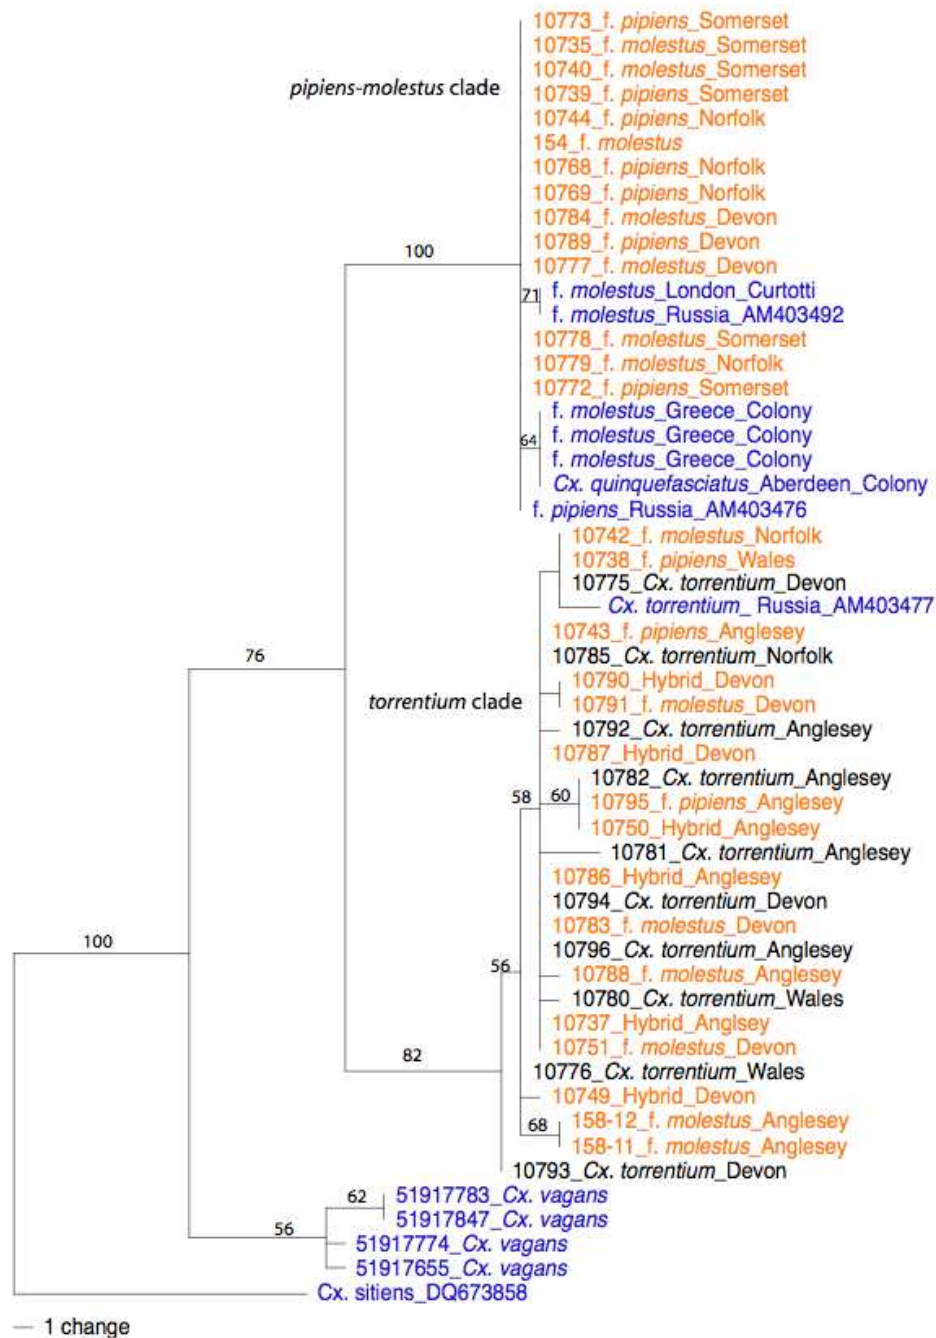 10773_f. pipiens_Somerset
10735_f. molestus_Somerset
10740_f. molestus_Somerset
pipiens-molestus clade
10739_f. pipiens_Somerset
10744_f. pipiens_Norfolk
154_f. molestus
10768_f. pipiens_Norfolk
10769_f. pipiens_Norfolk
10784_f. molestus_Devon
10789_f. pipiens_Devon
100
10777_f. molestus_Devon
71
f. molestus_London_Curtotti
f. molestus_Russia_AM403492
10778_f. molestus_Somerset
10779_f. molestus_Norfolk
10772_f. pipiens_Somerset
f. molestus_Greece_Colony
64
f. molestus_Greece_Colony
f. molestus_Greece_Colony
Cx. quinquefasciatus_Aberdeen_Colony
f. pipiens_Russia_AM403476
10742_f. molestus_Norfolk
10738_f. pipiens_Wales
10775_Cx. torrentium_Devon
Cx. torrentium_ Russia_AM403477
10743_f. pipiens_Anglesey
76
10785_Cx. torrentium_Norfolk
10790_Hybrid_Devon
torrentium clade
10791_f. molestus_Devon
10792_Cx. torrentium_Anglesey
10787_Hybrid_Devon
10782_Cx. torrentium_Anglesey
58
60
10795_f. pipiens_Anglesey
10750_Hybrid_Anglesey
10781_Cx. torrentium_Anglesey
10786_Hybrid_Anglesey
10794_Cx. torrentium_Devon
10783_f. molestus_Devon
100
10796_Cx. torrentium_Anglesey
56
10788_f. molestus_Anglesey
10780_Cx. torrentium_Wales
10737_Hybrid_Anglsey
10751_f. molestus_Devon
82
10776_Cx. torrentium_Wales
10749_Hybrid_Devon
68
158-12_f. molestus_Anglesey
158-11_f. molestus_Anglesey
10793_Cx. torrentium_Devon
62
51917783_Cx. vagans
51917847_Cx. vagans
56
51917774_Cx. vagans
51917655_Cx. vagans
Cx. sitiens_DQ673858
1 change